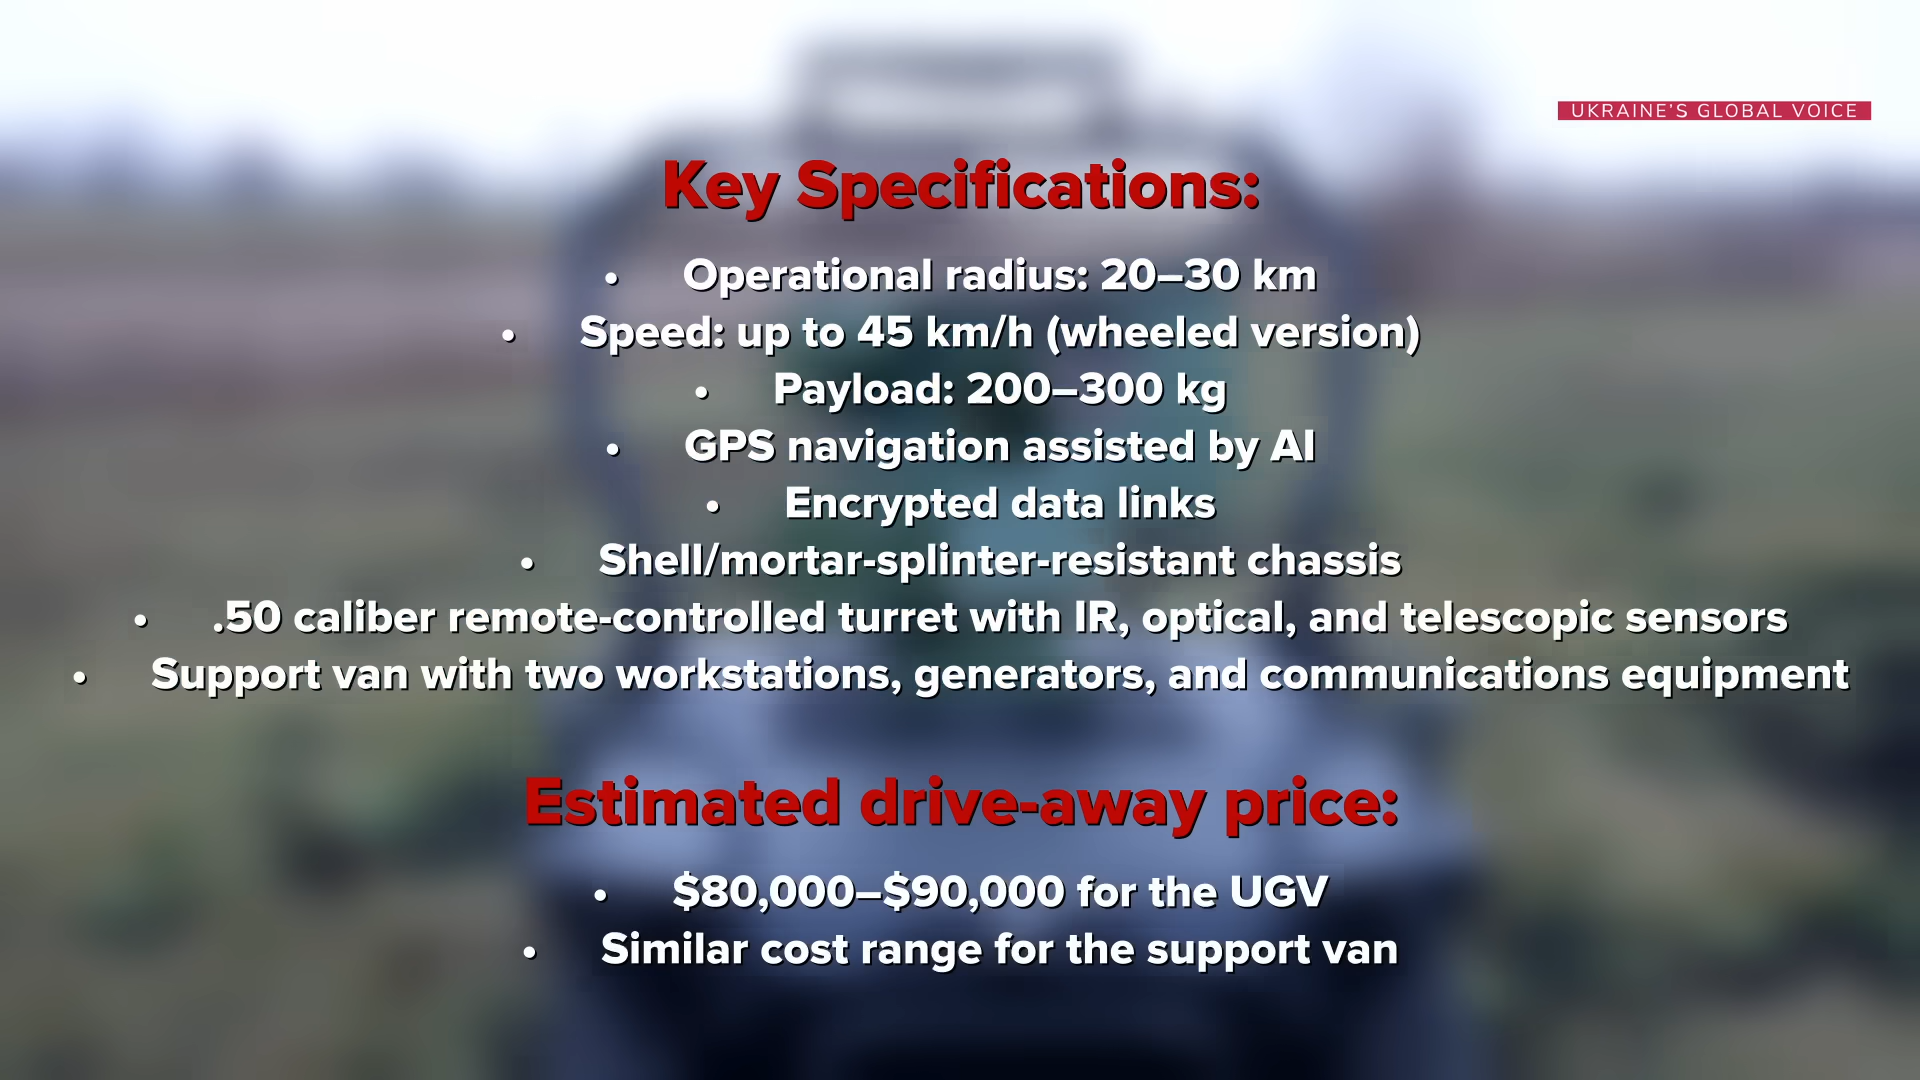 UKRAINE'S GLOBAL VOICE
Key Specifications:
• Operational radius: 20–30 km
• Speed: up to 45 km/h (wheeled version)
• Payload: 200–300 kg
• GPS navigation assisted by AI
• Encrypted data links
• Shell/mortar-splinter-resistant chassis
• .50 caliber remote-controlled turret with IR, optical, and telescopic sensors
• Support van with two workstations, generators, and communications equipment
Estimated drive-away price:
• $80,000–$90,000 for the UGV
• Similar cost range for the support van